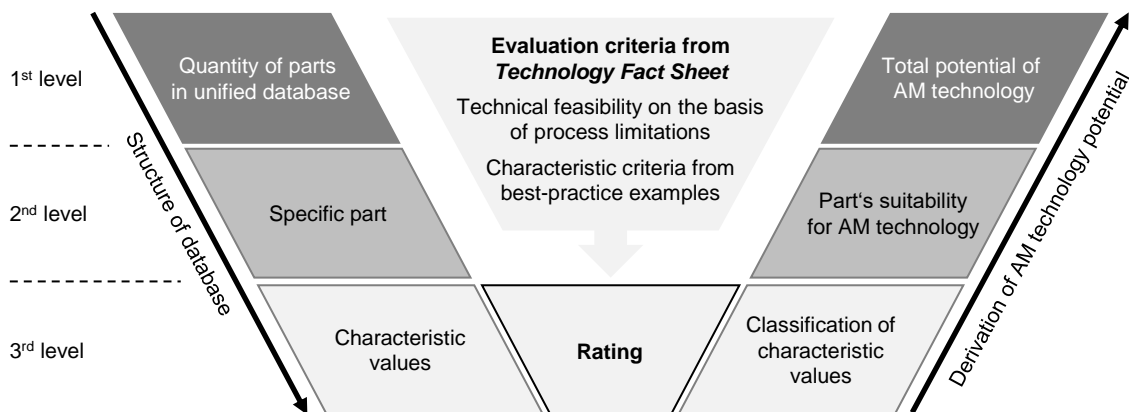 1st level
Quantity of parts
in unified database
Evaluation criteria from
Technology Fact Sheet
Technical feasibility on the basis
of process limitations
Characteristic criteria from
best-practice examples
Total potential of
AM technology
Structure of database
Derivation of AM technology potential
2nd level
Specific part
Part‘s suitability
for AM technology
3rd level
Characteristic
values
Rating
Classification of
characteristic
values